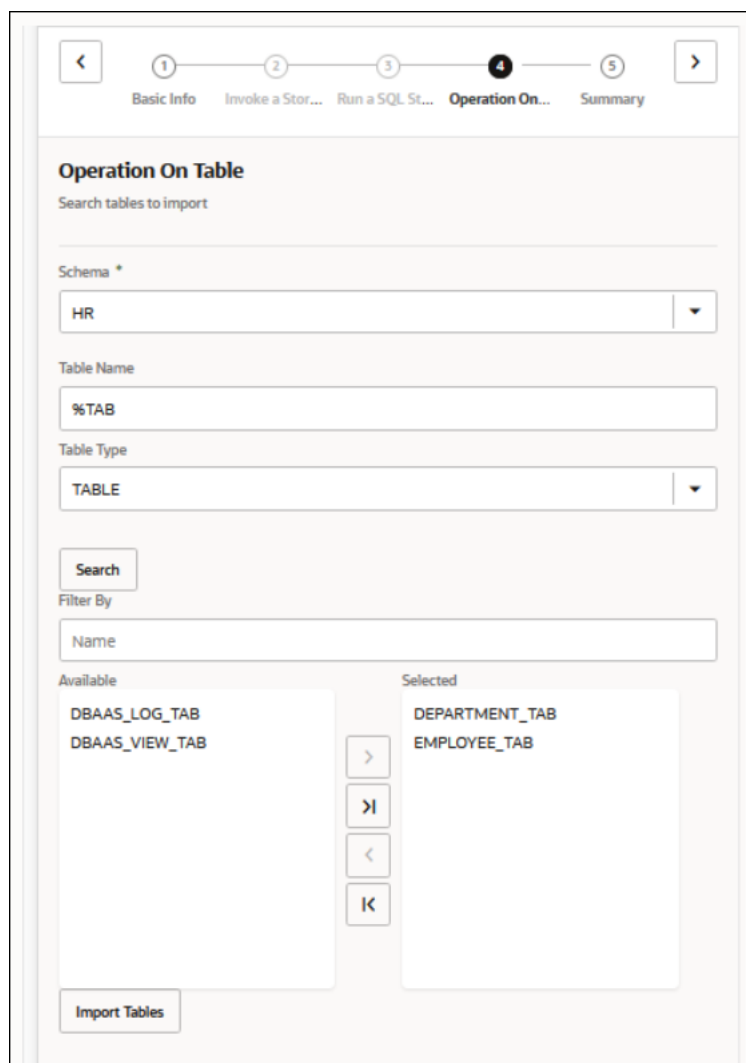 1 2 3 4 5
Basic Info Invoke a Stor... Run a SQL St... Operation On... Summary
Operation On Table
Search tables to import
Schema *
HR
Table Name
%TAB
Table Type
TABLE
Search
Filter By
Name
Available Selected
DBAAS_LOG_TAB DEPARTMENT_TAB
DBAAS_VIEW_TAB EMPLOYEE_TAB
Import Tables